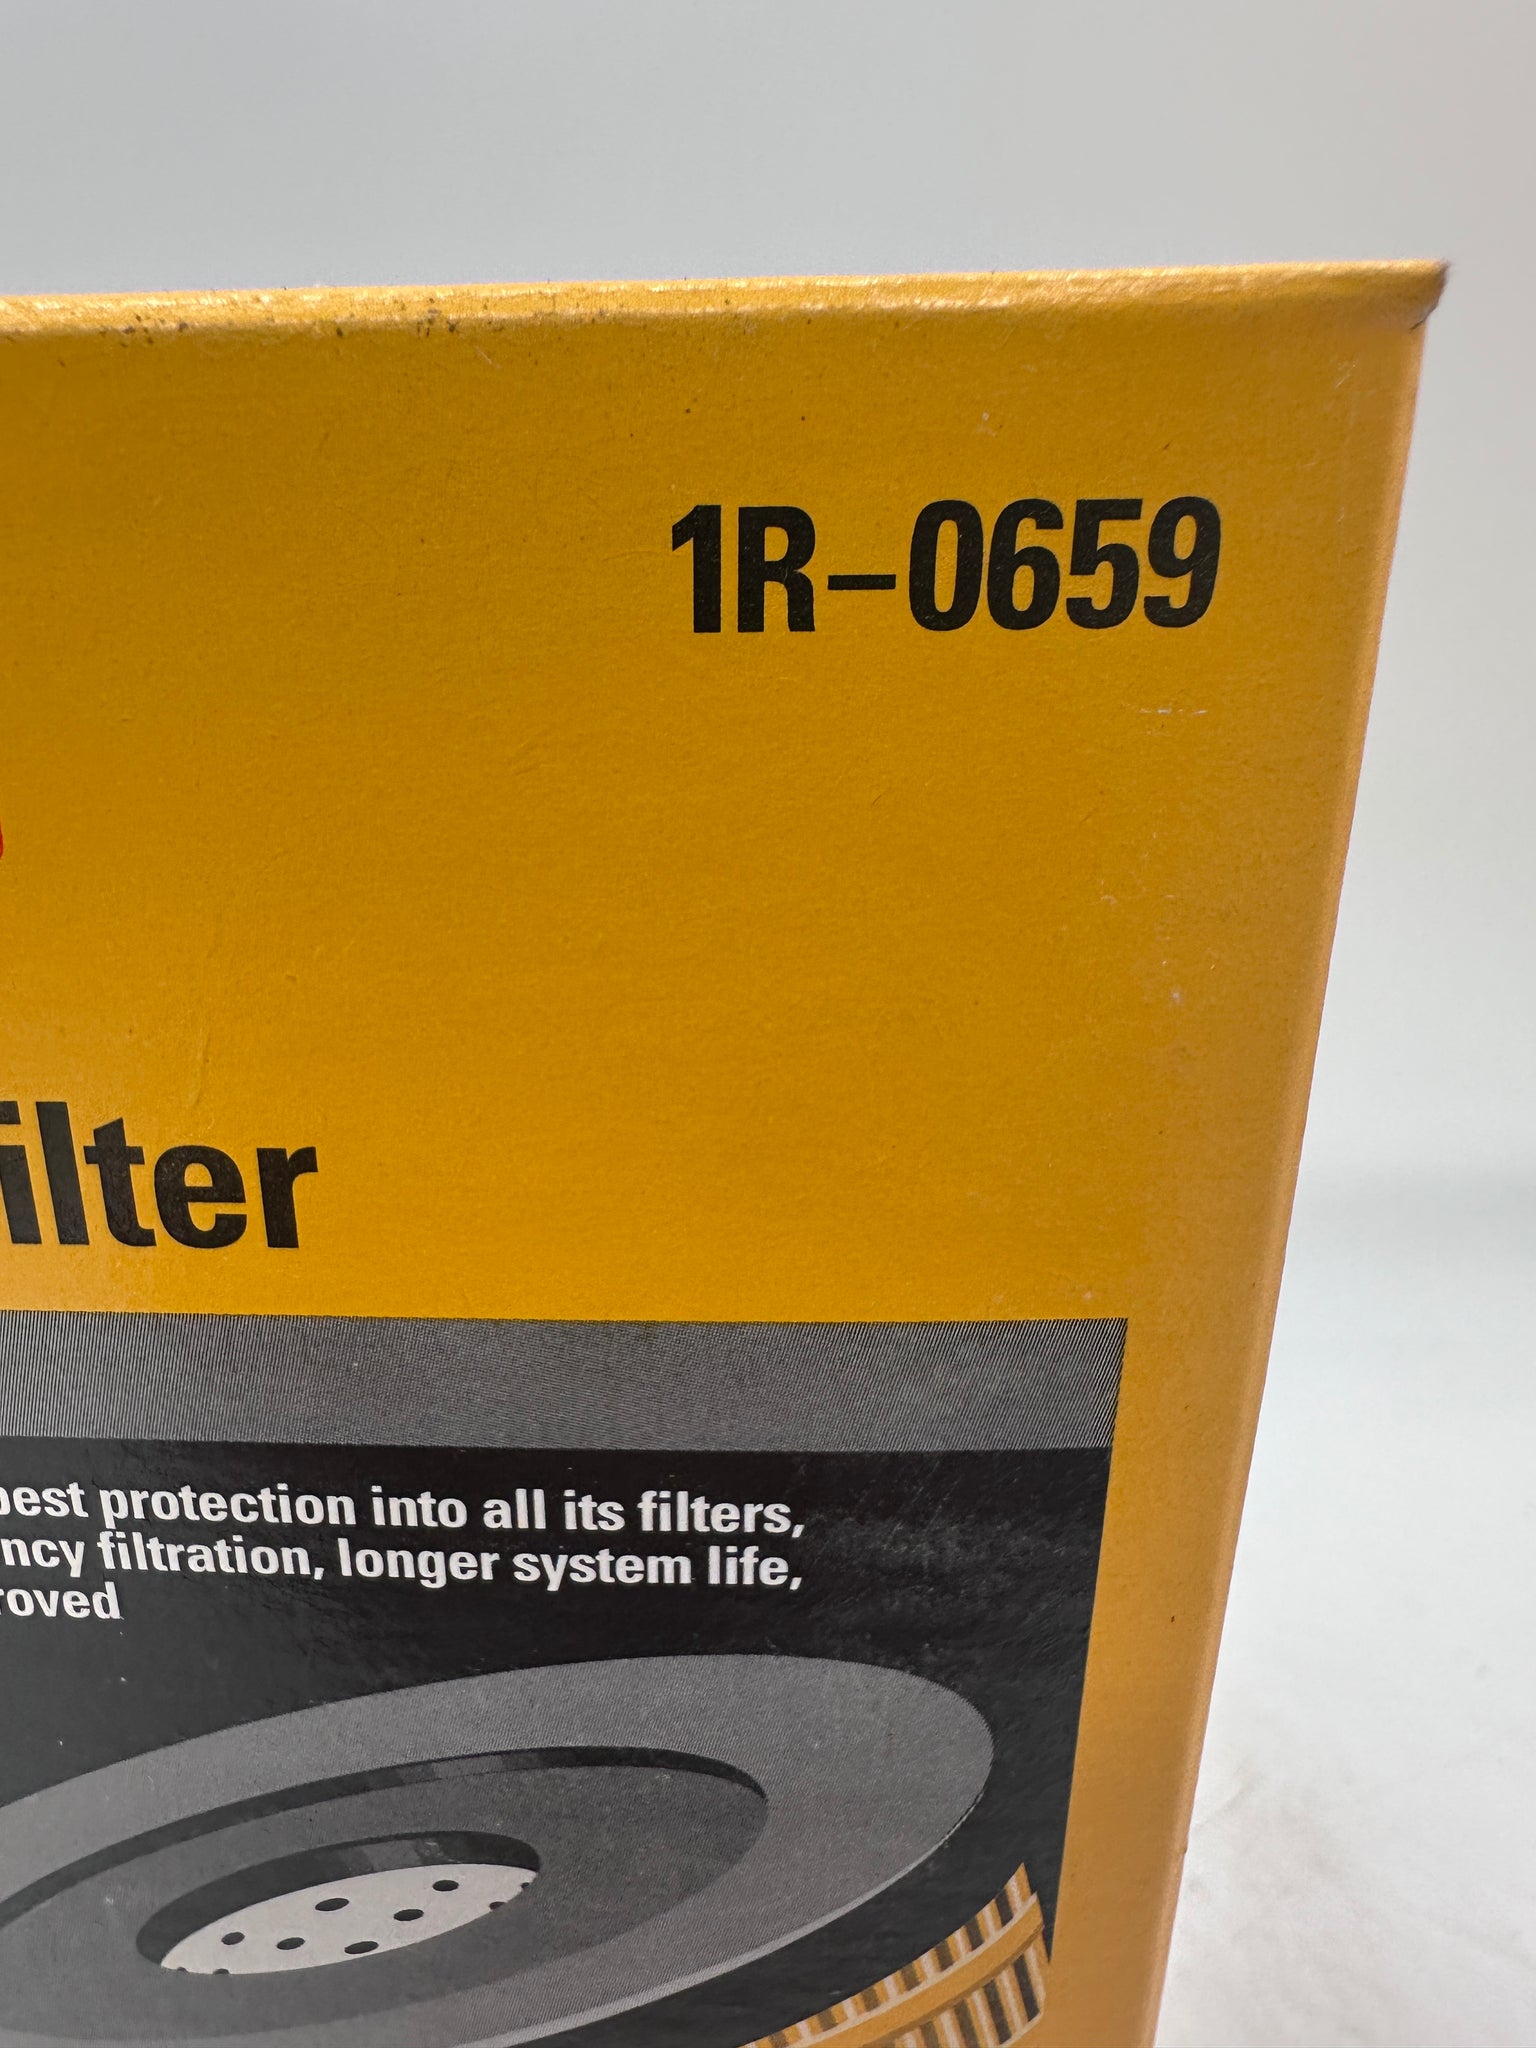 1R-0659
ilter
best protection into all its filters,
ncy filtration, longer system life,
roved